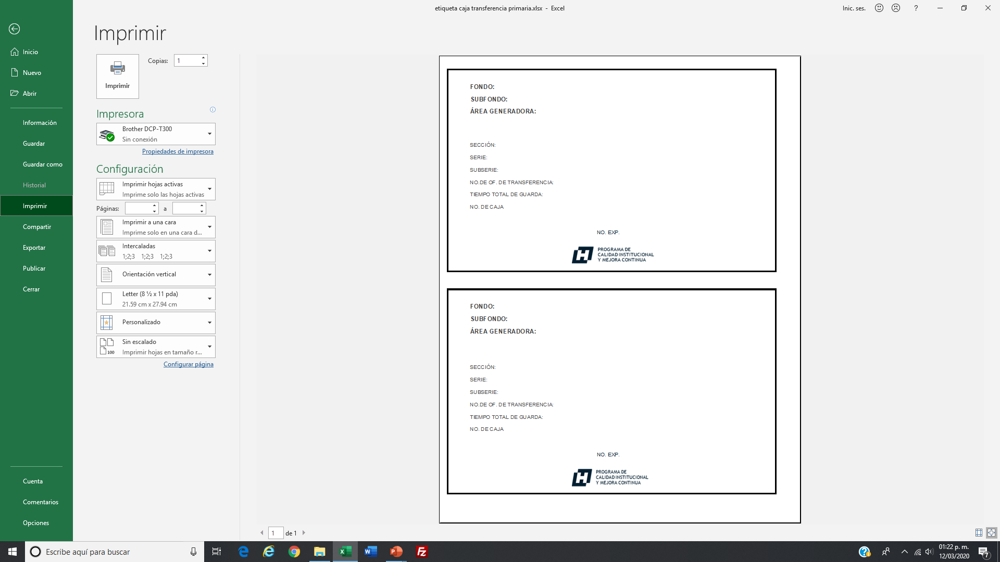 etiqueta caja transferencia primaria.xlsx - Excel
Inic. ses.
?
Imprimir
Inicio
Nuevo
Abrir
Información
Guardar
Guardar como
Historial
Imprimir
Compartir
Exportar
Publicar
Cerrar
Cuenta
Comentarios
Opciones
Imprimir
Copias: 1
Impresora
Brother DCP-T300
Sin conexión
Propiedades de impresora
Configuración
Imprimir hojas activas
Imprime solo las hojas activas
Páginas: a
Imprimir a una cara
Imprime solo en una cara d...
Intercaladas
1;2;3 1;2;3 1;2;3
Orientación vertical
Letter (8 ½ x 11 pda)
21.59 cm x 27.94 cm
Personalizado
Sin escalado
100
Imprimir hojas en tamaño r...
Configurar página
FONDO:
SUBFONDO:
ÁREA GENERADORA:
SECCIÓN:
SERIE:
SUBSERIE:
NO.DE OF. DE TRANSFERENCIA:
TIEMPO TOTAL DE GUARDA:
NO. DE CAJA
NO. EXP.
PROGRAMA DE
CALIDAD INSTITUCIONAL
Y MEJORA CONTINUA
FONDO:
SUBFONDO:
ÁREA GENERADORA:
SECCIÓN:
SERIE:
SUBSERIE:
NO.DE OF. DE TRANSFERENCIA:
TIEMPO TOTAL DE GUARDA:
NO. DE CAJA
NO. EXP.
PROGRAMA DE
CALIDAD INSTITUCIONAL
Y MEJORA CONTINUA
1 de 1
Escribe aquí para buscar
01:22 p. m.
12/03/2020
7